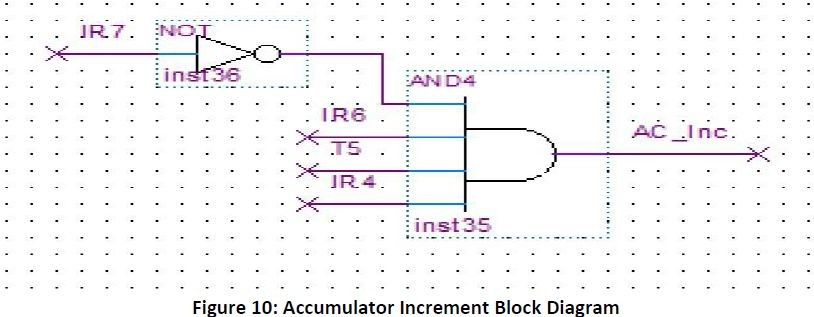 IR7
NOT
inst36
AND4
IR6
T5
IR4
AC_Inc.
inst35
Figure 10: Accumulator Increment Block Diagram